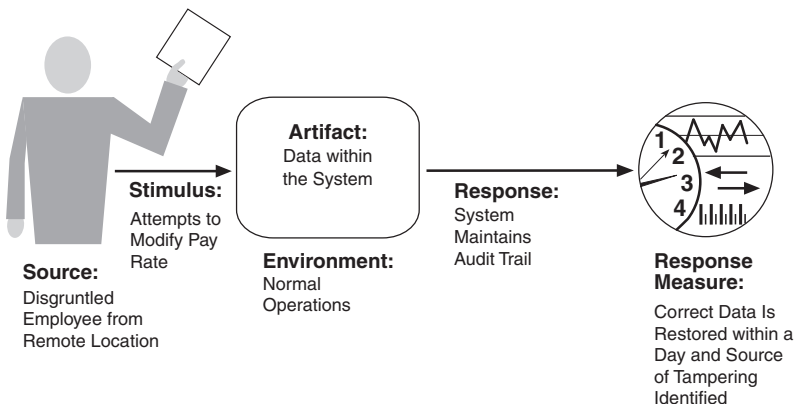 Source:
Disgruntled
Employee from
Remote Location
Stimulus:
Attempts to
Modify Pay
Rate
Artifact:
Data within
the System
Environment:
Normal
Operations
Response:
System
Maintains
Audit Trail
1
2
3
4
Response
Measure:
Correct Data Is
Restored within a
Day and Source
of Tampering
Identified